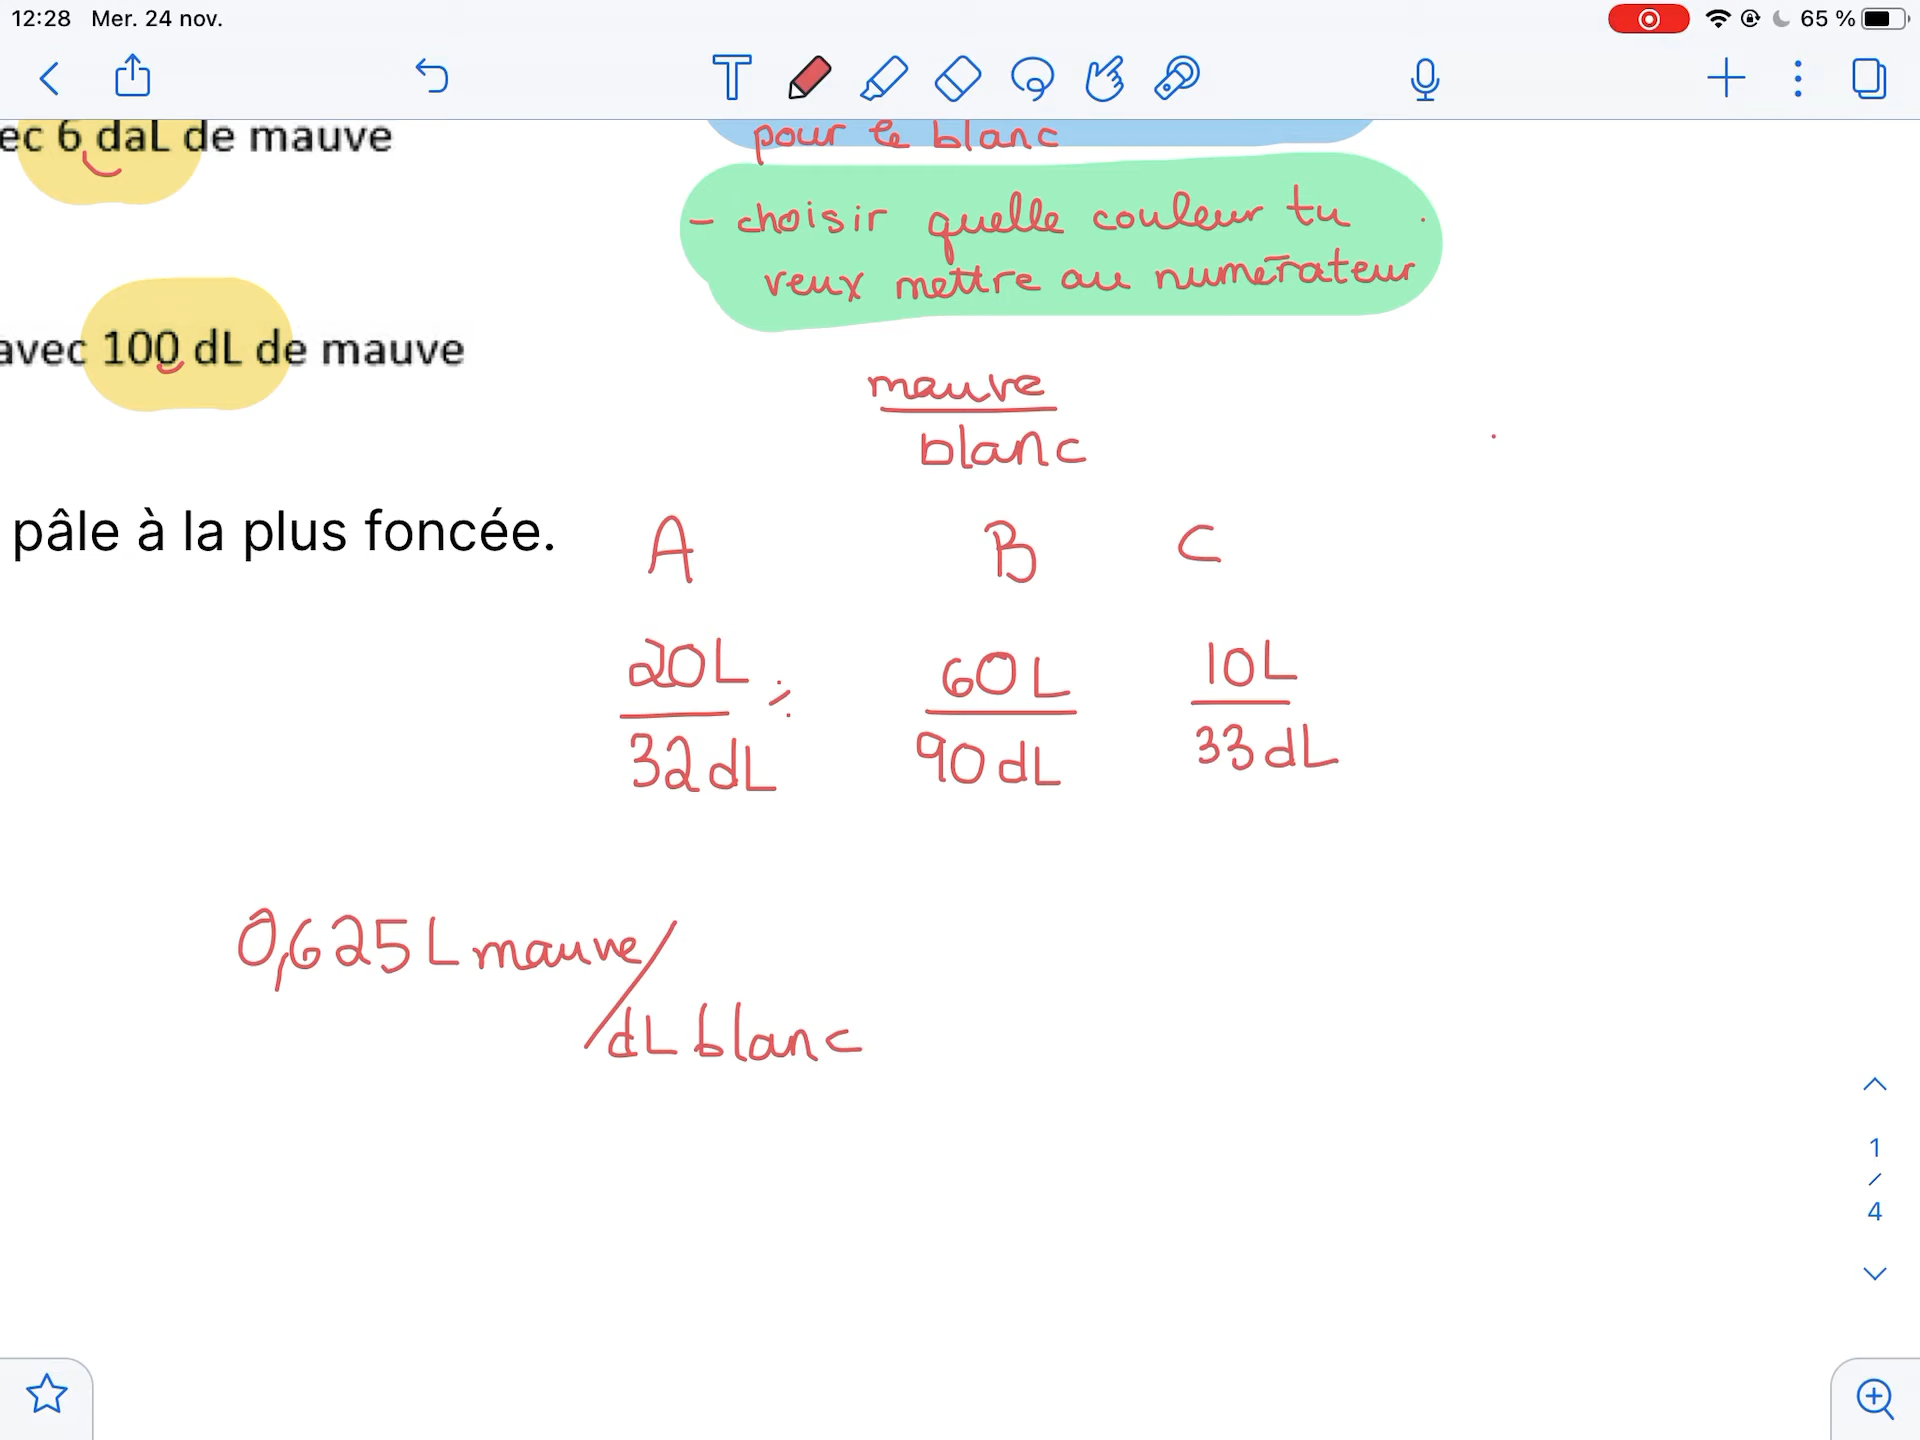 12:28 Mer. 24 nov.
65 %
ec 6 daL de mauve
pour le blanc
- choisir quelle couleur tu
veux mettre au numérateur
avec 100 dL de mauve
mauve
blanc
pâle à la plus foncée.
A B C
20L ÷ 60L 10L
32dL 90dL 33dL
0,625L mauve/
dL blanc
1
/
4